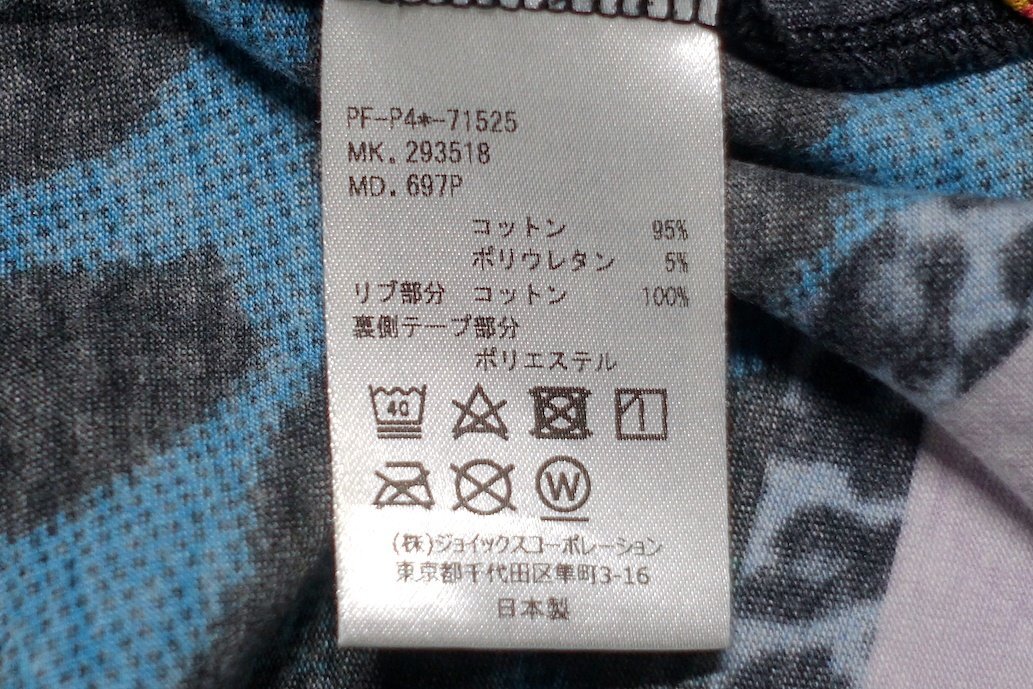 PF-P4*-71525
MK. 293518
MD. 697P
コットン 95%
ポリウレタン 5%
リブ部分 コットン 100%
裏側テープ部分
ポリエステル
40
W
(株)ジョイックスコーポレーション
東京都千代田区隼町3-16
日本製